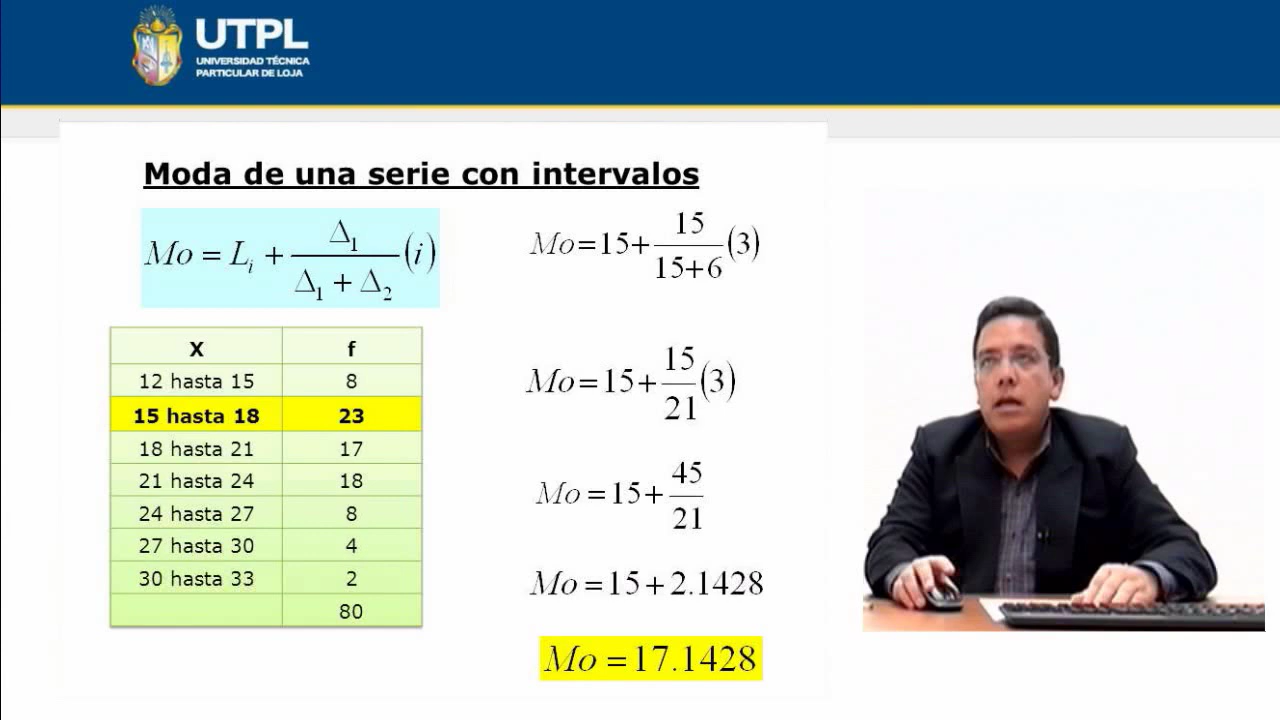 UTPL
UNIVERSIDAD TÉCNICA
PARTICULAR DE LOJA
Moda de una serie con intervalos
Mo = Lᵢ + Δ₁ / (Δ₁ + Δ₂) (i)
X f
12 hasta 15 8
15 hasta 18 23
18 hasta 21 17
21 hasta 24 18
24 hasta 27 8
27 hasta 30 4
30 hasta 33 2
80
Mo=15+ 15 / (15+6) (3)
Mo=15+ 15 / 21 (3)
Mo=15+ 45 / 21
Mo=15+2.1428
Mo=17.1428